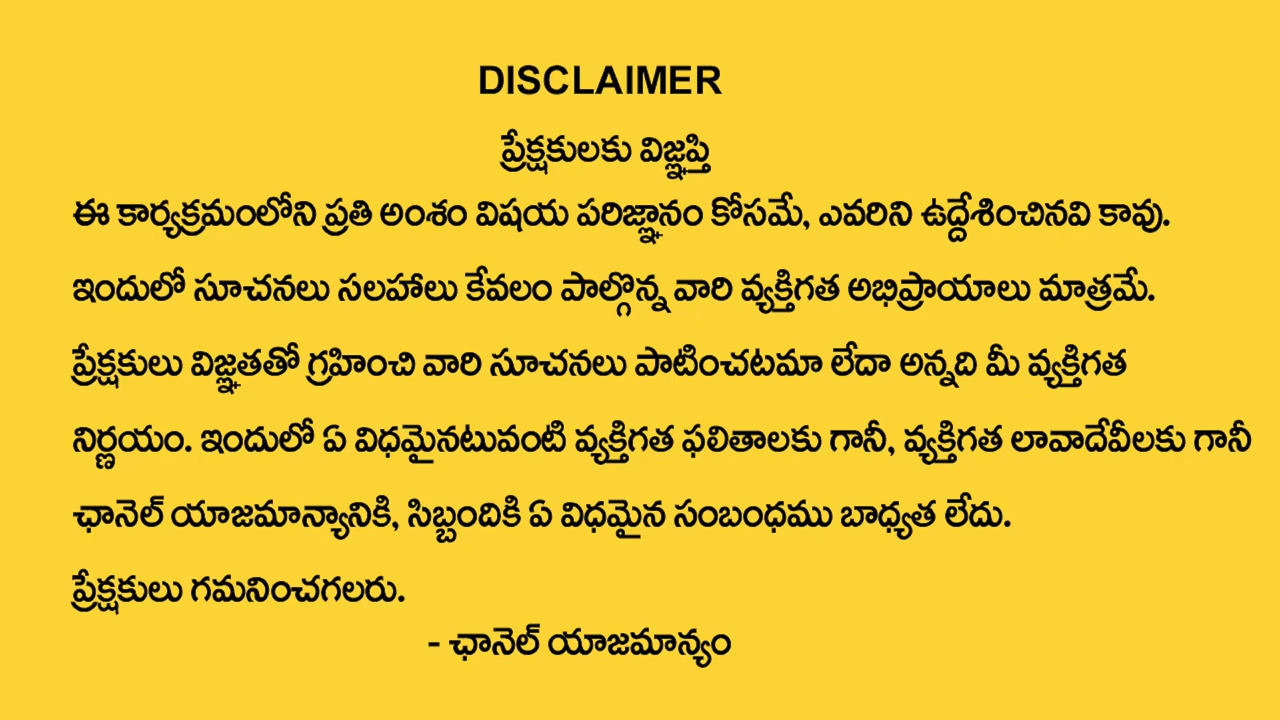 DISCLAIMER
ప్రేక్షకులకు విజ్ఞప్తి
ఈ కార్యక్రమంలోని ప్రతి అంశం విషయ పరిజ్ఞానం కోసమే, ఎవరిని ఉద్దేశించినవి కావు.
ఇందులో సూచనలు సలహాలు కేవలం పాల్గొన్న వారి వ్యక్తిగత అభిప్రాయాలు మాత్రమే.
ప్రేక్షకులు విజ్ఞతతో గ్రహించి వారి సూచనలు పాటించటమా లేదా అన్నది మీ వ్యక్తిగత
నిర్ణయం. ఇందులో ఏ విధమైనటువంటి వ్యక్తిగత ఫలితాలకు గానీ, వ్యక్తిగత లావాదేవీలకు గానీ
ఛానెల్ యాజమాన్యానికి, సిబ్బందికి ఏ విధమైన సంబంధము బాధ్యత లేదు.
ప్రేక్షకులు గమనించగలరు.
- ఛానెల్ యాజమాన్యం